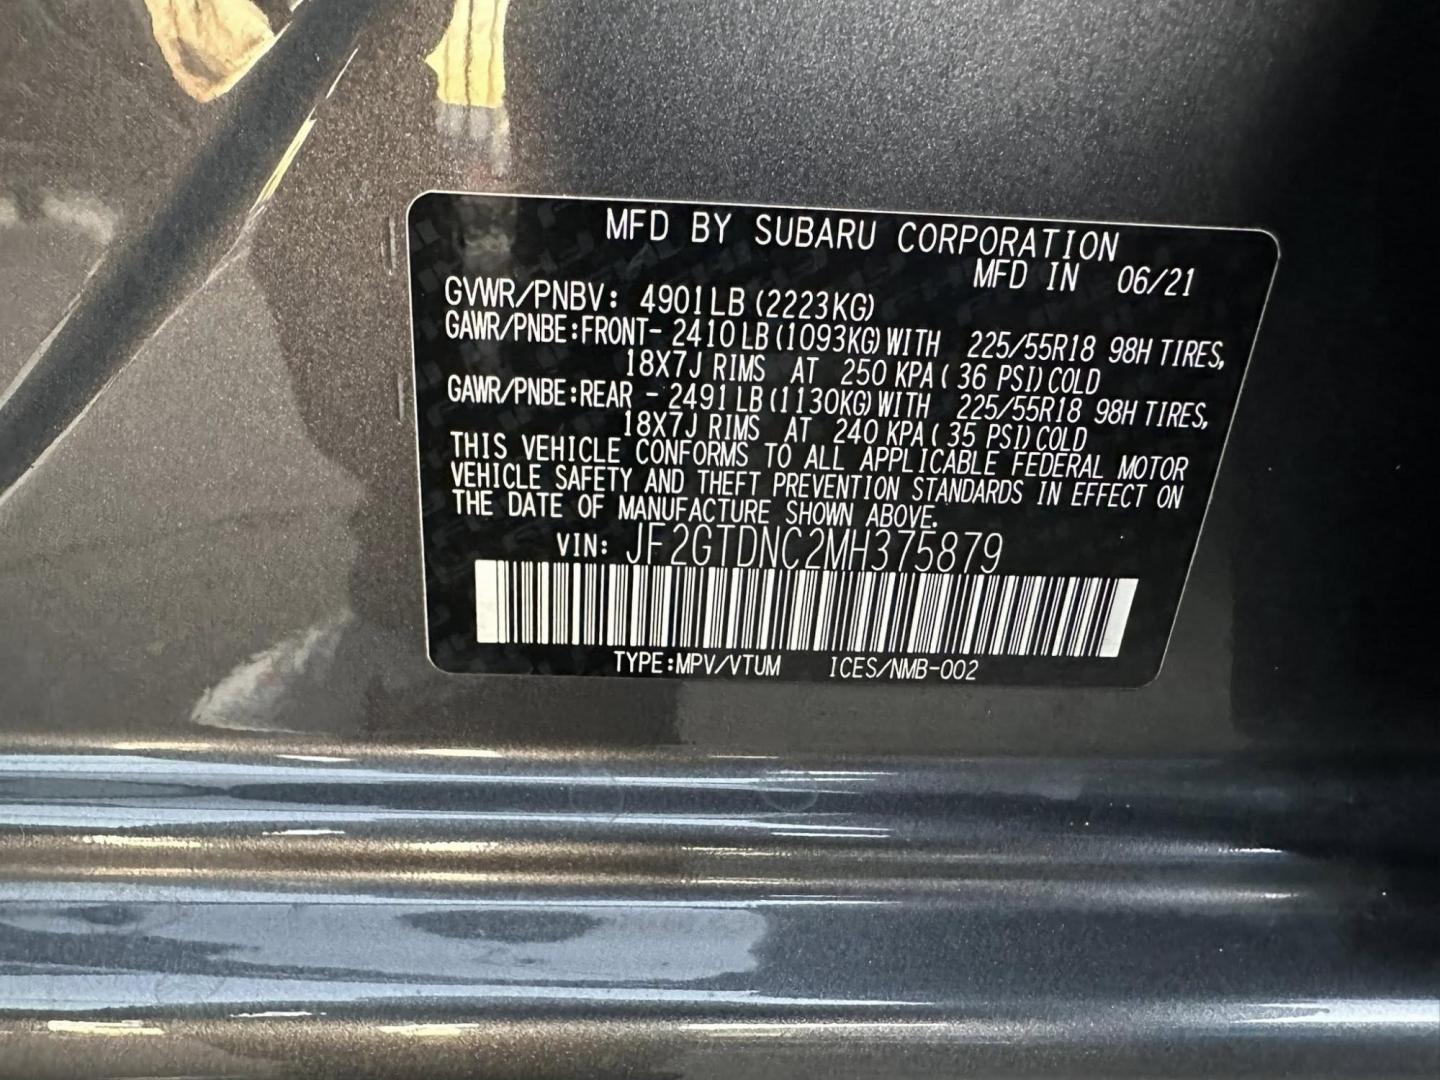 MFD BY SUBARU CORPORATION
MFD IN 06/21
GVWR/PNBV: 4901LB (2223KG)
GAWR/PNBE:FRONT- 2410 LB (1093KG) WITH 225/55R18 98H TIRES,
18X7J RIMS AT 250 KPA ( 36 PSI) COLD
GAWR/PNBE:REAR - 2491 LB (1130KG) WITH 225/55R18 98H TIRES,
18X7J RIMS AT 240 KPA ( 35 PSI) COLD
THIS VEHICLE CONFORMS TO ALL APPLICABLE FEDERAL MOTOR
VEHICLE SAFETY AND THEFT PREVENTION STANDARDS IN EFFECT ON
THE DATE OF MANUFACTURE SHOWN ABOVE.
VIN: JF2GTDNC2MH375879
TYPE:MPV/VTUM ICES/NMB-002